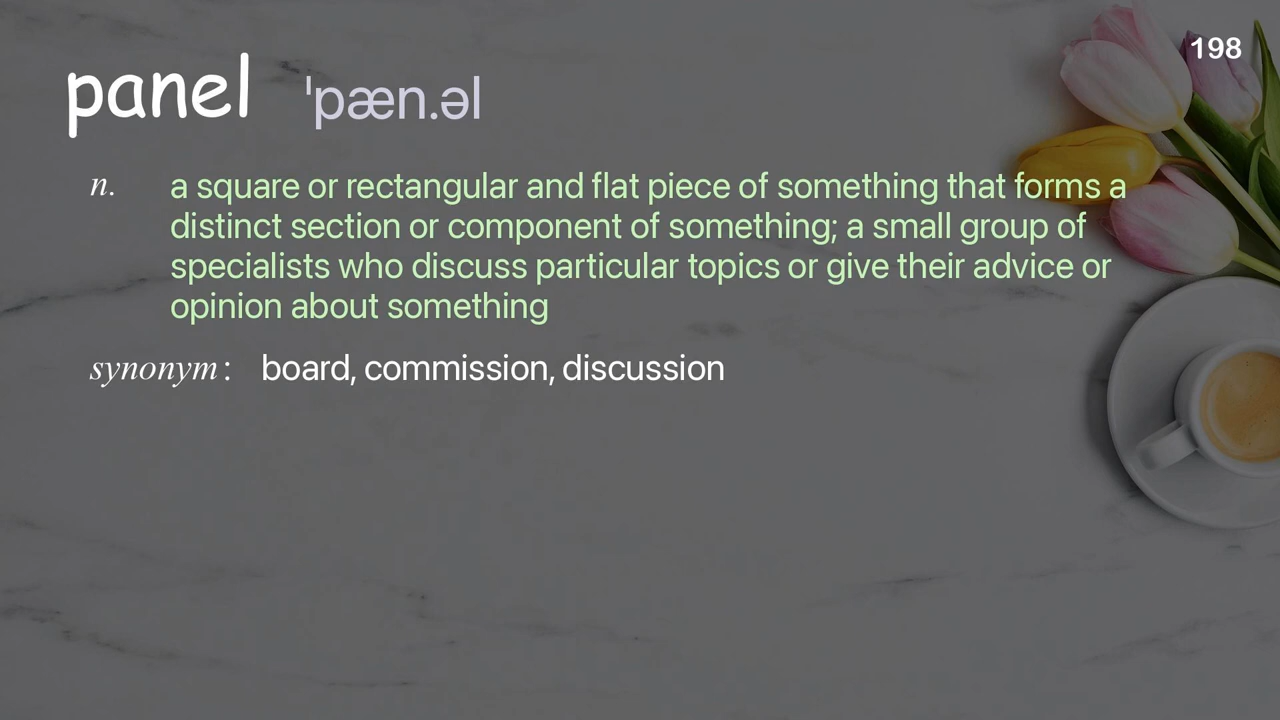 198
panel ˈpæn.əl
n. a square or rectangular and flat piece of something that forms a
distinct section or component of something; a small group of
specialists who discuss particular topics or give their advice or
opinion about something
synonym: board, commission, discussion